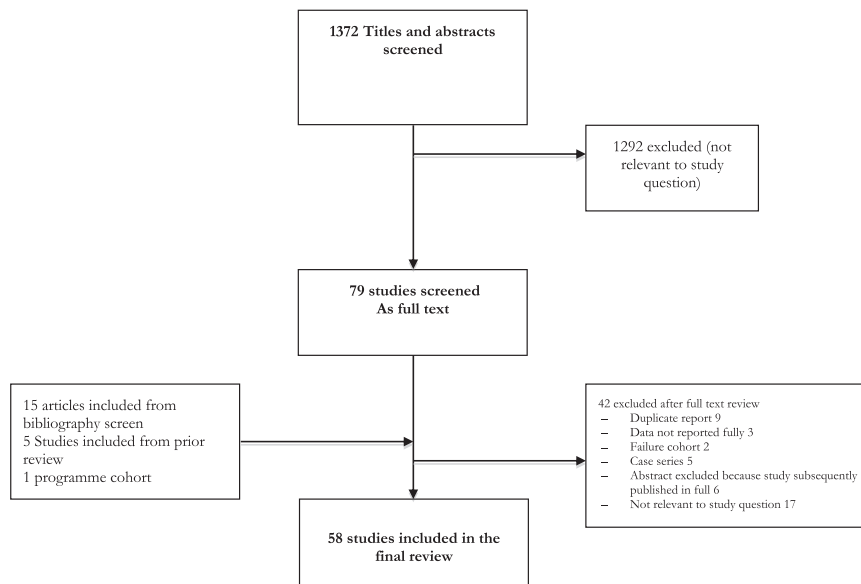 1372 Titles and abstracts
screened
1292 excluded (not
relevant to study
question)
79 studies screened
As full text
15 articles included from
bibliography screen
5 Studies included from prior
review
1 programme cohort
42 excluded after full text review
– Duplicate report 9
– Data not reported fully 3
– Failure cohort 2
– Case series 5
– Abstract excluded because study subsequently
published in full 6
– Not relevant to study question 17
58 studies included in the
final review